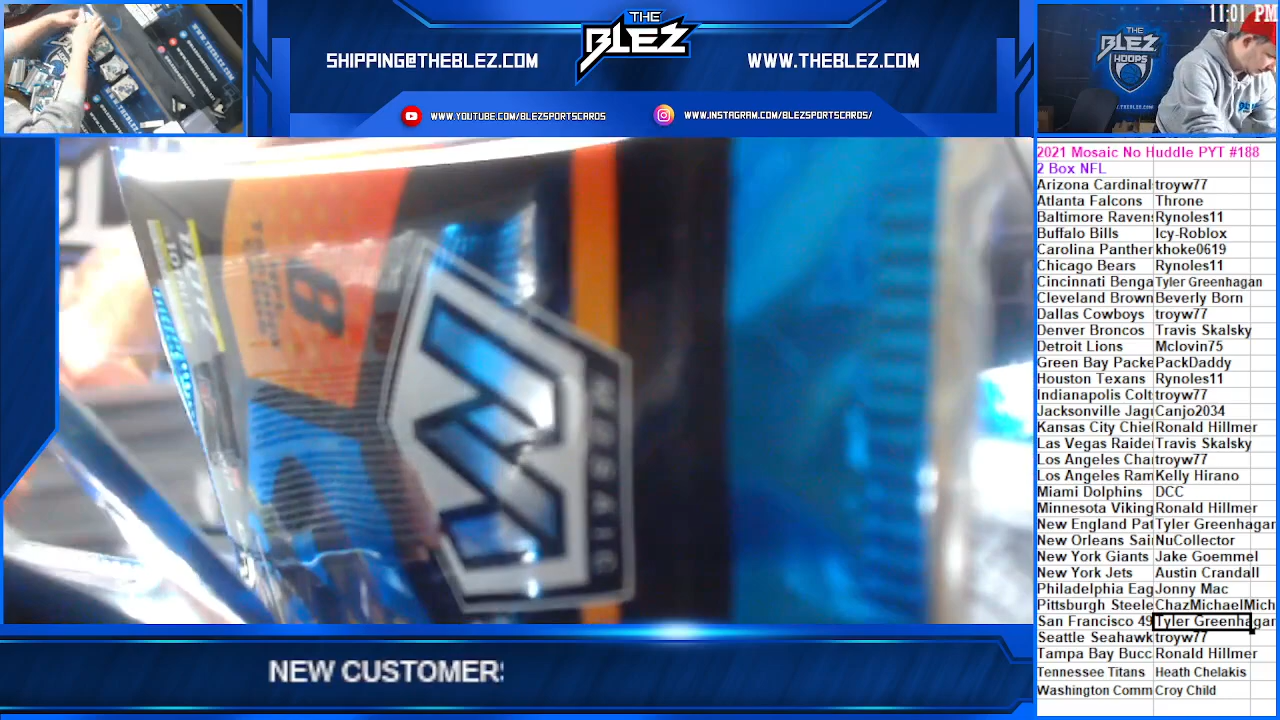 11:01 PM
THE
BLEZ
SHIPPING@THEBLEZ.COM
WWW.THEBLEZ.COM
WWW.YOUTUBE.COM/BLEZSPORTSCARDS
WWW.INSTAGRAM.COM/BLEZSPORTSCARDS/
THE
BLEZ
HOOPS
8
MOSAIC
2021 Mosaic No Huddle PYT #188
2 Box NFL
Arizona Cardinal troyw77
Atlanta Falcons Throne
Baltimore Ravens Rynoles11
Buffalo Bills Icy-Roblox
Carolina Panther khoke0619
Chicago Bears Rynoles11
Cincinnati Benga Tyler Greenhagan
Cleveland Brown Beverly Born
Dallas Cowboys troyw77
Denver Broncos Travis Skalsky
Detroit Lions Mclovin75
Green Bay Packe PackDaddy
Houston Texans Rynoles11
Indianapolis Colt troyw77
Jacksonville Jagu Canjo2034
Kansas City Chief Ronald Hillmer
Las Vegas Raide Travis Skalsky
Los Angeles Cha troyw77
Los Angeles Ram Kelly Hirano
Miami Dolphins DCC
Minnesota Viking Ronald Hillmer
New England Pat Tyler Greenhagan
New Orleans Sai NuCollector
New York Giants Jake Goemmel
New York Jets Austin Crandall
Philadelphia Eag Jonny Mac
Pittsburgh Steele ChazMichaelMich
San Francisco 49 Tyler Greenhagan
Seattle Seahawk troyw77
Tampa Bay Bucc Ronald Hillmer
Tennessee Titans Heath Chelakis
Washington Comm Croy Child
NEW CUSTOMERS